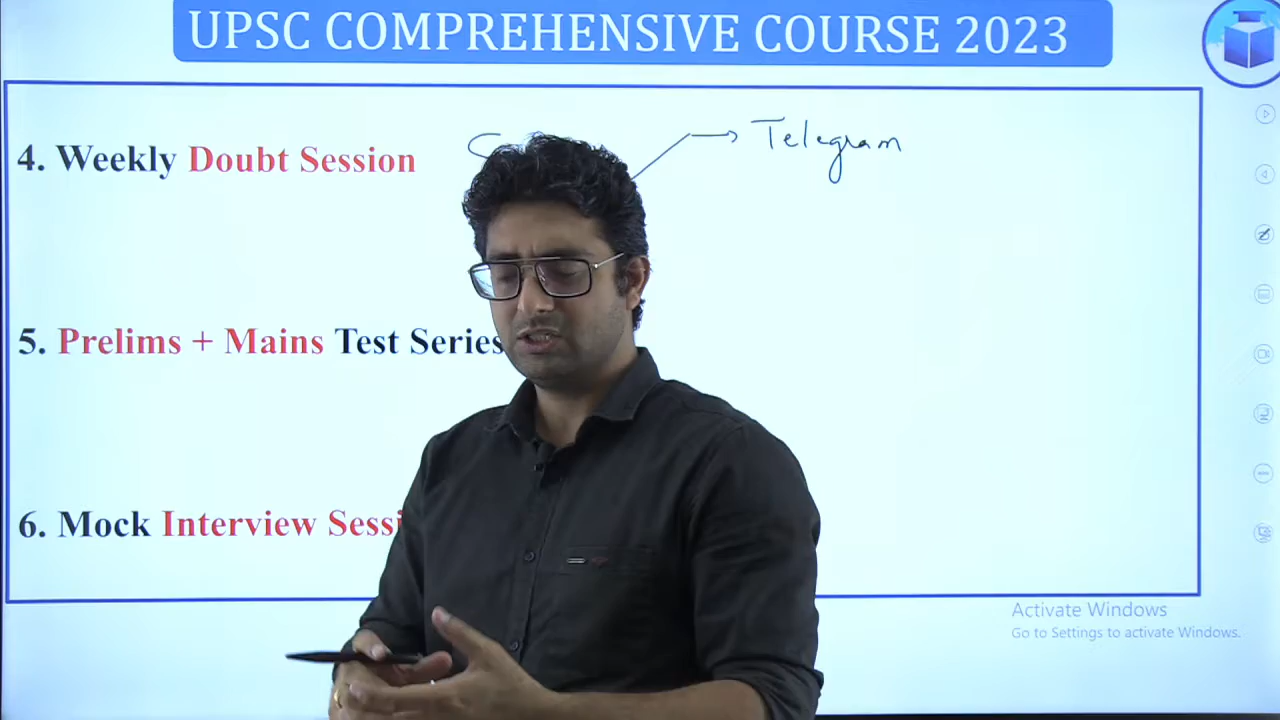 UPSC COMPREHENSIVE COURSE 2023
4. Weekly Doubt Session
Telegram
5. Prelims + Mains Test Series
6. Mock Interview Sessi
Activate Windows
Go to Settings to activate Windows.